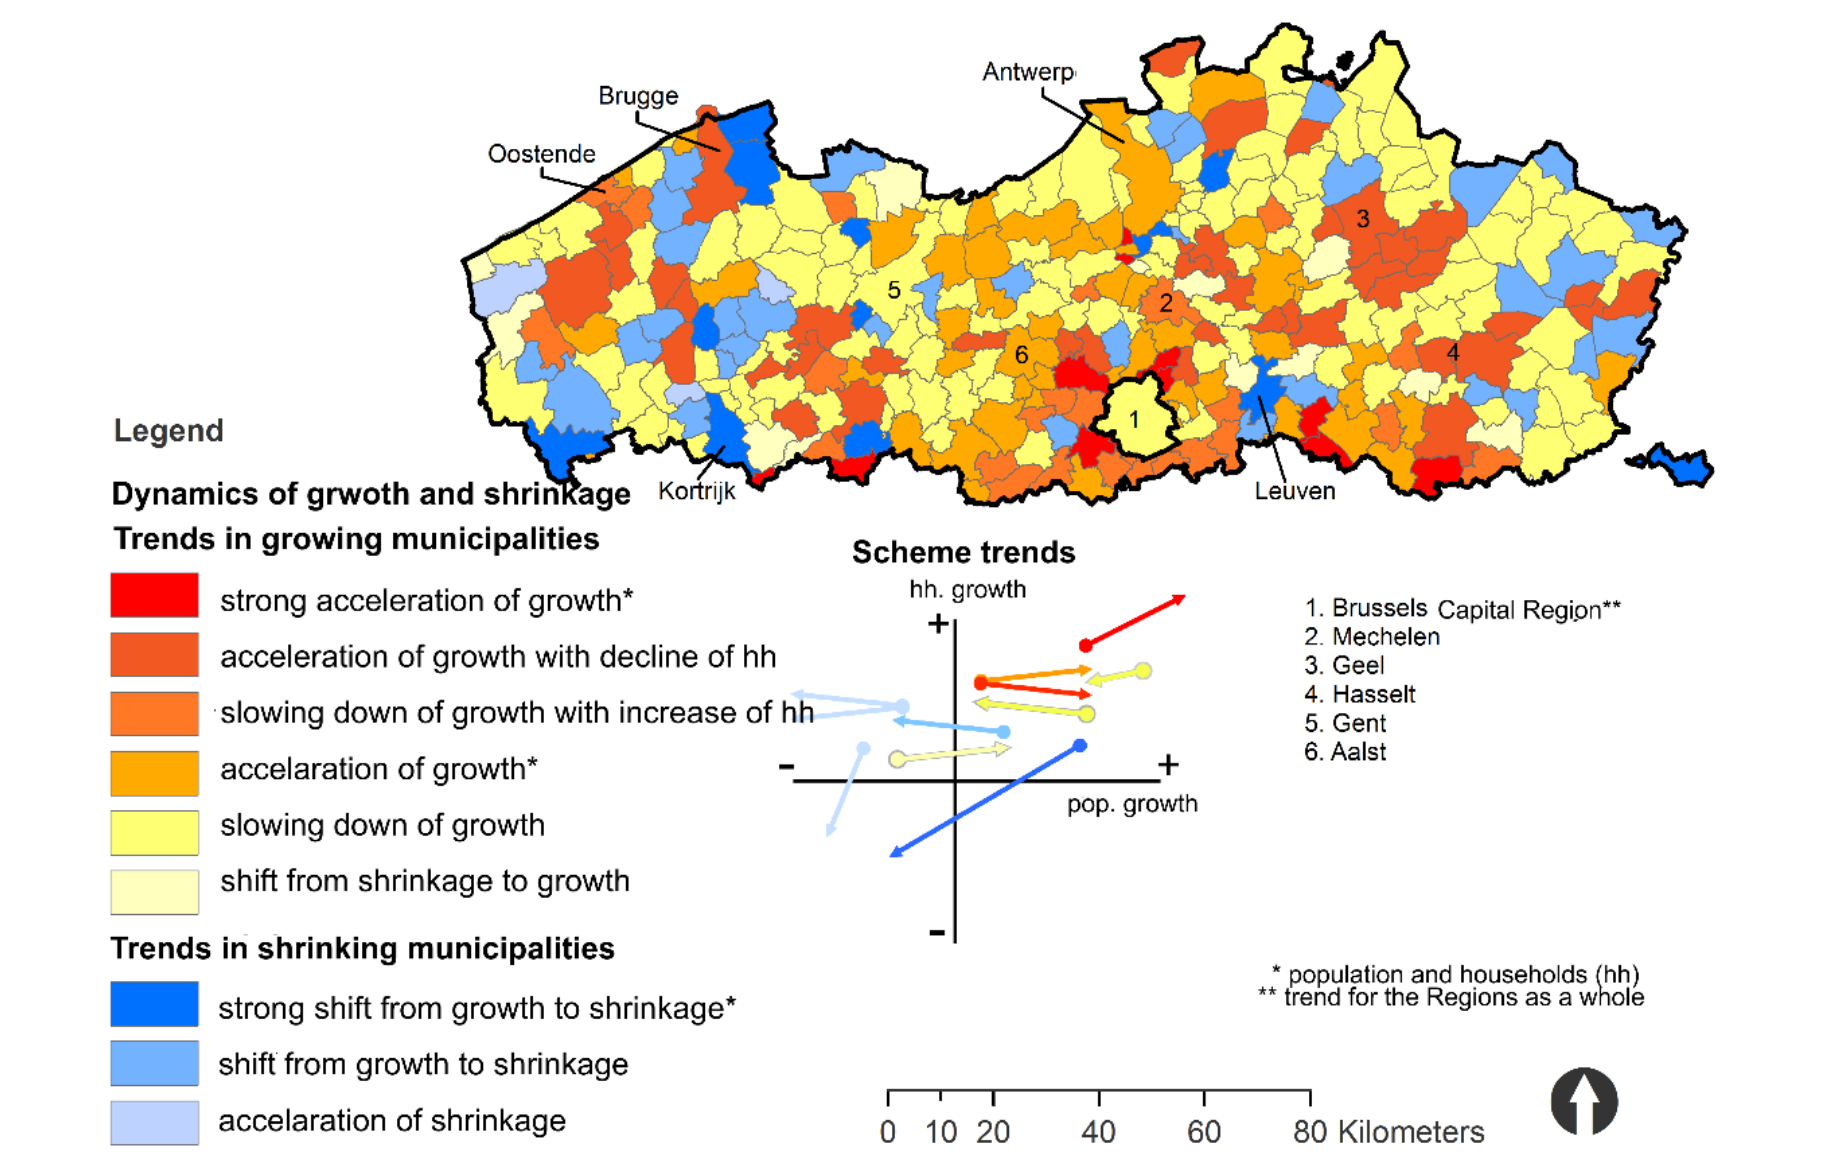 Antwerp
Brugge
Oostende
3
5
2
6
4
1
Kortrijk
Leuven
Legend
Dynamics of grwoth and shrinkage
Trends in growing municipalities
strong acceleration of growth*
acceleration of growth with decline of hh
slowing down of growth with increase of hh
accelaration of growth*
slowing down of growth
shift from shrinkage to growth
Trends in shrinking municipalities
strong shift from growth to shrinkage*
shift from growth to shrinkage
accelaration of shrinkage
Scheme trends
hh. growth
+
- +
pop. growth
-
1. Brussels Capital Region**
2. Mechelen
3. Geel
4. Hasselt
5. Gent
6. Aalst
* population and households (hh)
** trend for the Regions as a whole
0 10 20 40 60 80 Kilometers